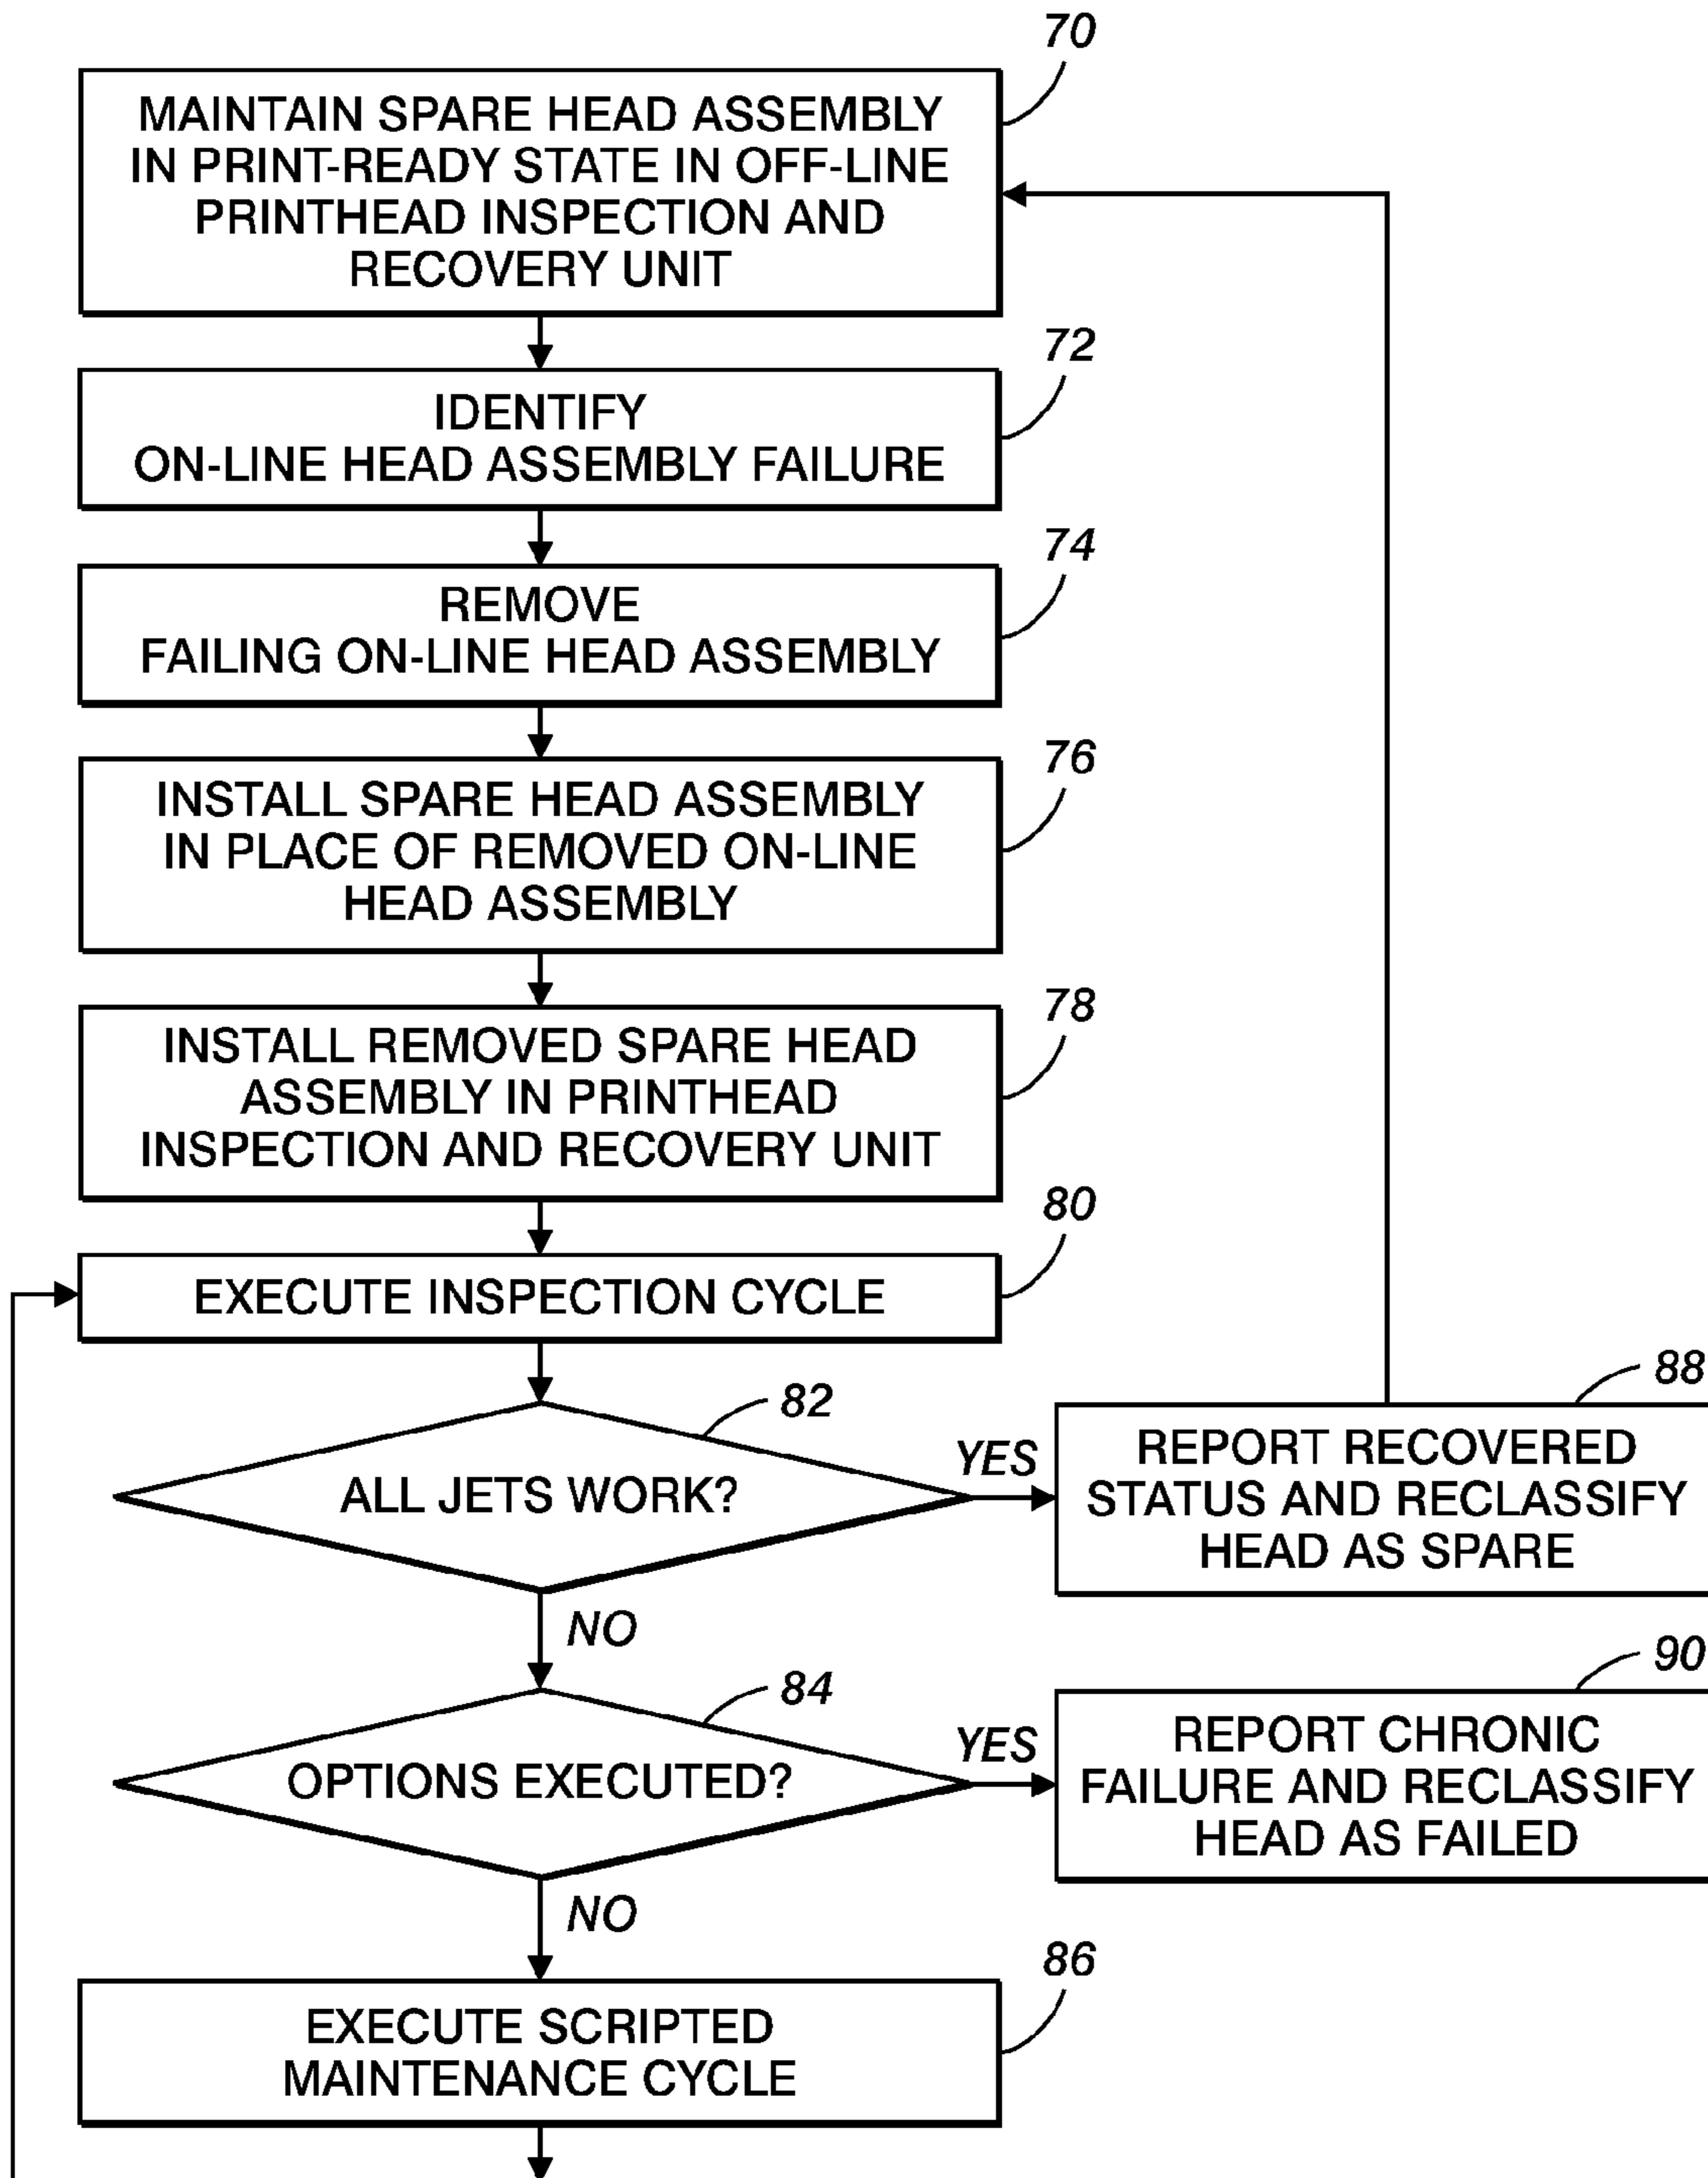 70
MAINTAIN SPARE HEAD ASSEMBLY
IN PRINT-READY STATE IN OFF-LINE
PRINTHEAD INSPECTION AND
RECOVERY UNIT
72
IDENTIFY
ON-LINE HEAD ASSEMBLY FAILURE
74
REMOVE
FAILING ON-LINE HEAD ASSEMBLY
76
INSTALL SPARE HEAD ASSEMBLY
IN PLACE OF REMOVED ON-LINE
HEAD ASSEMBLY
78
INSTALL REMOVED SPARE HEAD
ASSEMBLY IN PRINTHEAD
INSPECTION AND RECOVERY UNIT
80
EXECUTE INSPECTION CYCLE
82
ALL JETS WORK?
YES
88
REPORT RECOVERED
STATUS AND RECLASSIFY
HEAD AS SPARE
NO
84
OPTIONS EXECUTED?
YES
90
REPORT CHRONIC
FAILURE AND RECLASSIFY
HEAD AS FAILED
NO
86
EXECUTE SCRIPTED
MAINTENANCE CYCLE